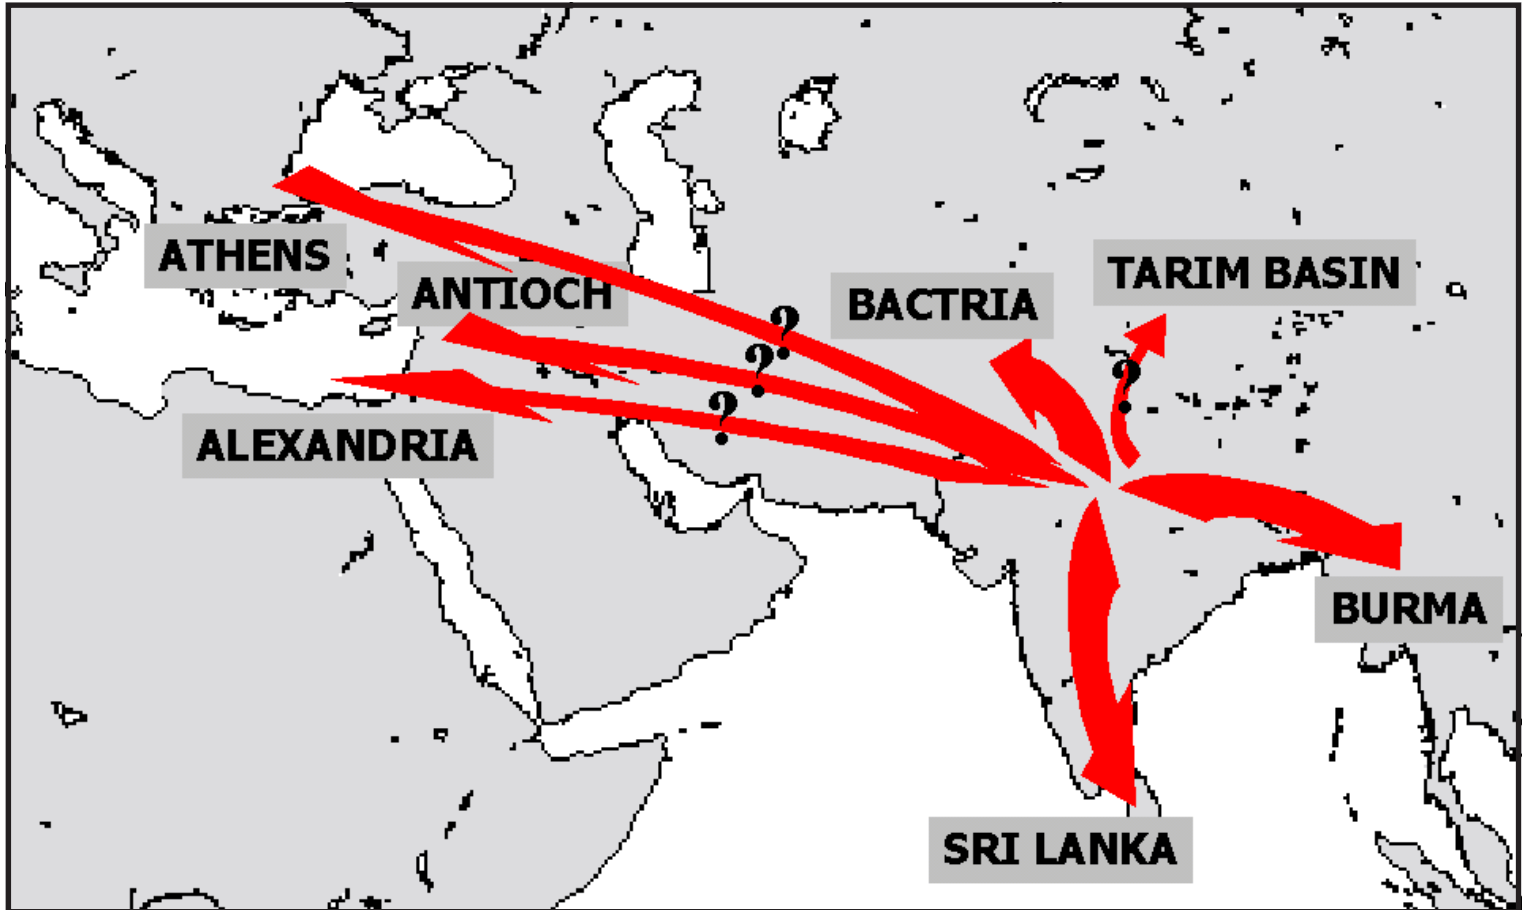 ATHENS
ANTIOCH
BACTRIA
TARIM BASIN
?
?
?
?
ALEXANDRIA
BURMA
SRI LANKA